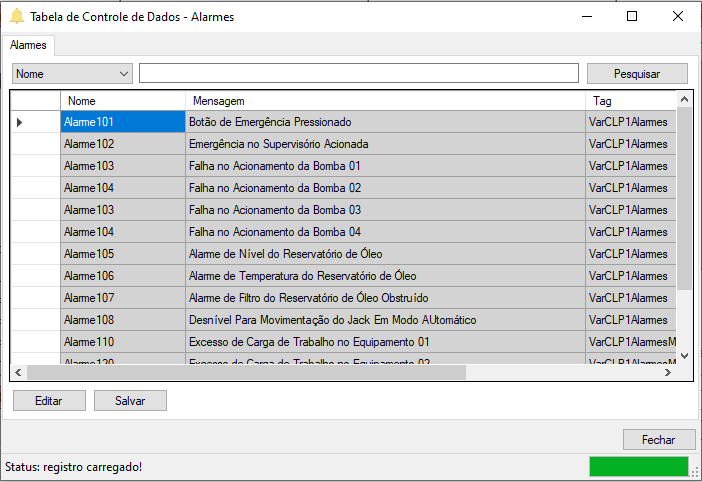 Tabela de Controle de Dados - Alarmes
Alarmes
Nome Pesquisar
Nome Mensagem Tag
Alarme101 Botão de Emergência Pressionado VarCLP1Alarmes
Alarme102 Emergência no Supervisório Acionada VarCLP1Alarmes
Alarme103 Falha no Acionamento da Bomba 01 VarCLP1Alarmes
Alarme104 Falha no Acionamento da Bomba 02 VarCLP1Alarmes
Alarme103 Falha no Acionamento da Bomba 03 VarCLP1Alarmes
Alarme104 Falha no Acionamento da Bomba 04 VarCLP1Alarmes
Alarme105 Alarme de Nível do Reservatório de Óleo VarCLP1Alarmes
Alarme106 Alarme de Temperatura do Reservatório de Óleo VarCLP1Alarmes
Alarme107 Alarme de Filtro do Reservatório de Óleo Obstruído VarCLP1Alarmes
Alarme108 Desnível Para Movimentação do Jack Em Modo AUtomático VarCLP1Alarmes
Alarme110 Excesso de Carga de Trabalho no Equipamento 01 VarCLP1AlarmesM
Alarme120 Excesso de Carga de Trabalho no Equipamento 02 VarCLP1AlarmesM
Editar Salvar
Fechar
Status: registro carregado!